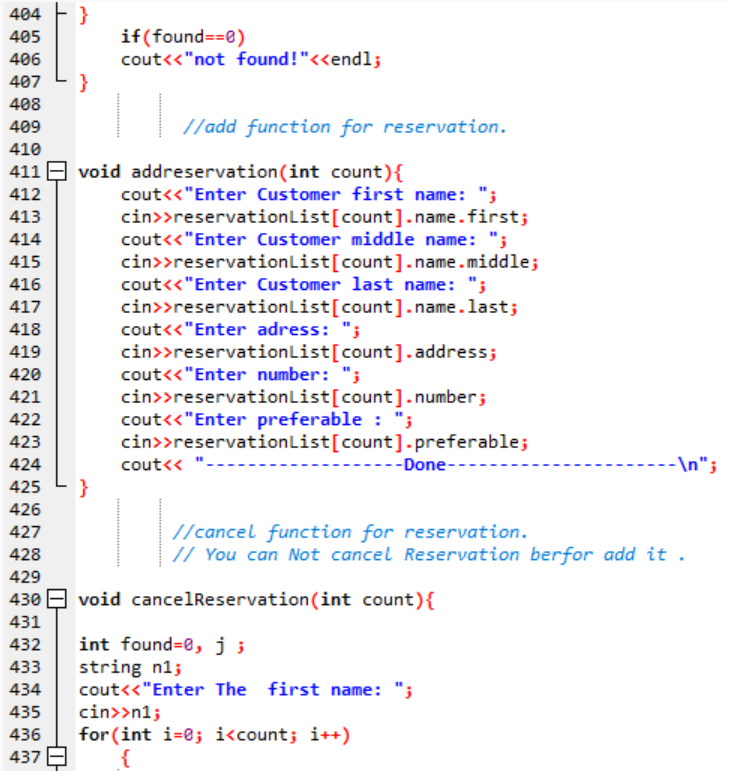 404 }
405 if(found==0)
406 cout<<"not found!"<<endl;
407 }
408
409 //add function for reservation.
410
411 void addreservation(int count){
412 cout<<"Enter Customer first name: ";
413 cin>>reservationList[count].name.first;
414 cout<<"Enter Customer middle name: ";
415 cin>>reservationList[count].name.middle;
416 cout<<"Enter Customer last name: ";
417 cin>>reservationList[count].name.last;
418 cout<<"Enter adress: ";
419 cin>>reservationList[count].address;
420 cout<<"Enter number: ";
421 cin>>reservationList[count].number;
422 cout<<"Enter preferable : ";
423 cin>>reservationList[count].preferable;
424 cout<< "-------------------Done----------------------\n";
425 }
426
427 //cancel function for reservation.
428 // You can Not cancel Reservation berfor add it .
429
430 void cancelReservation(int count){
431
432 int found=0, j ;
433 string n1;
434 cout<<"Enter The  first name: ";
435 cin>>n1;
436 for(int i=0; i<count; i++)
437 {